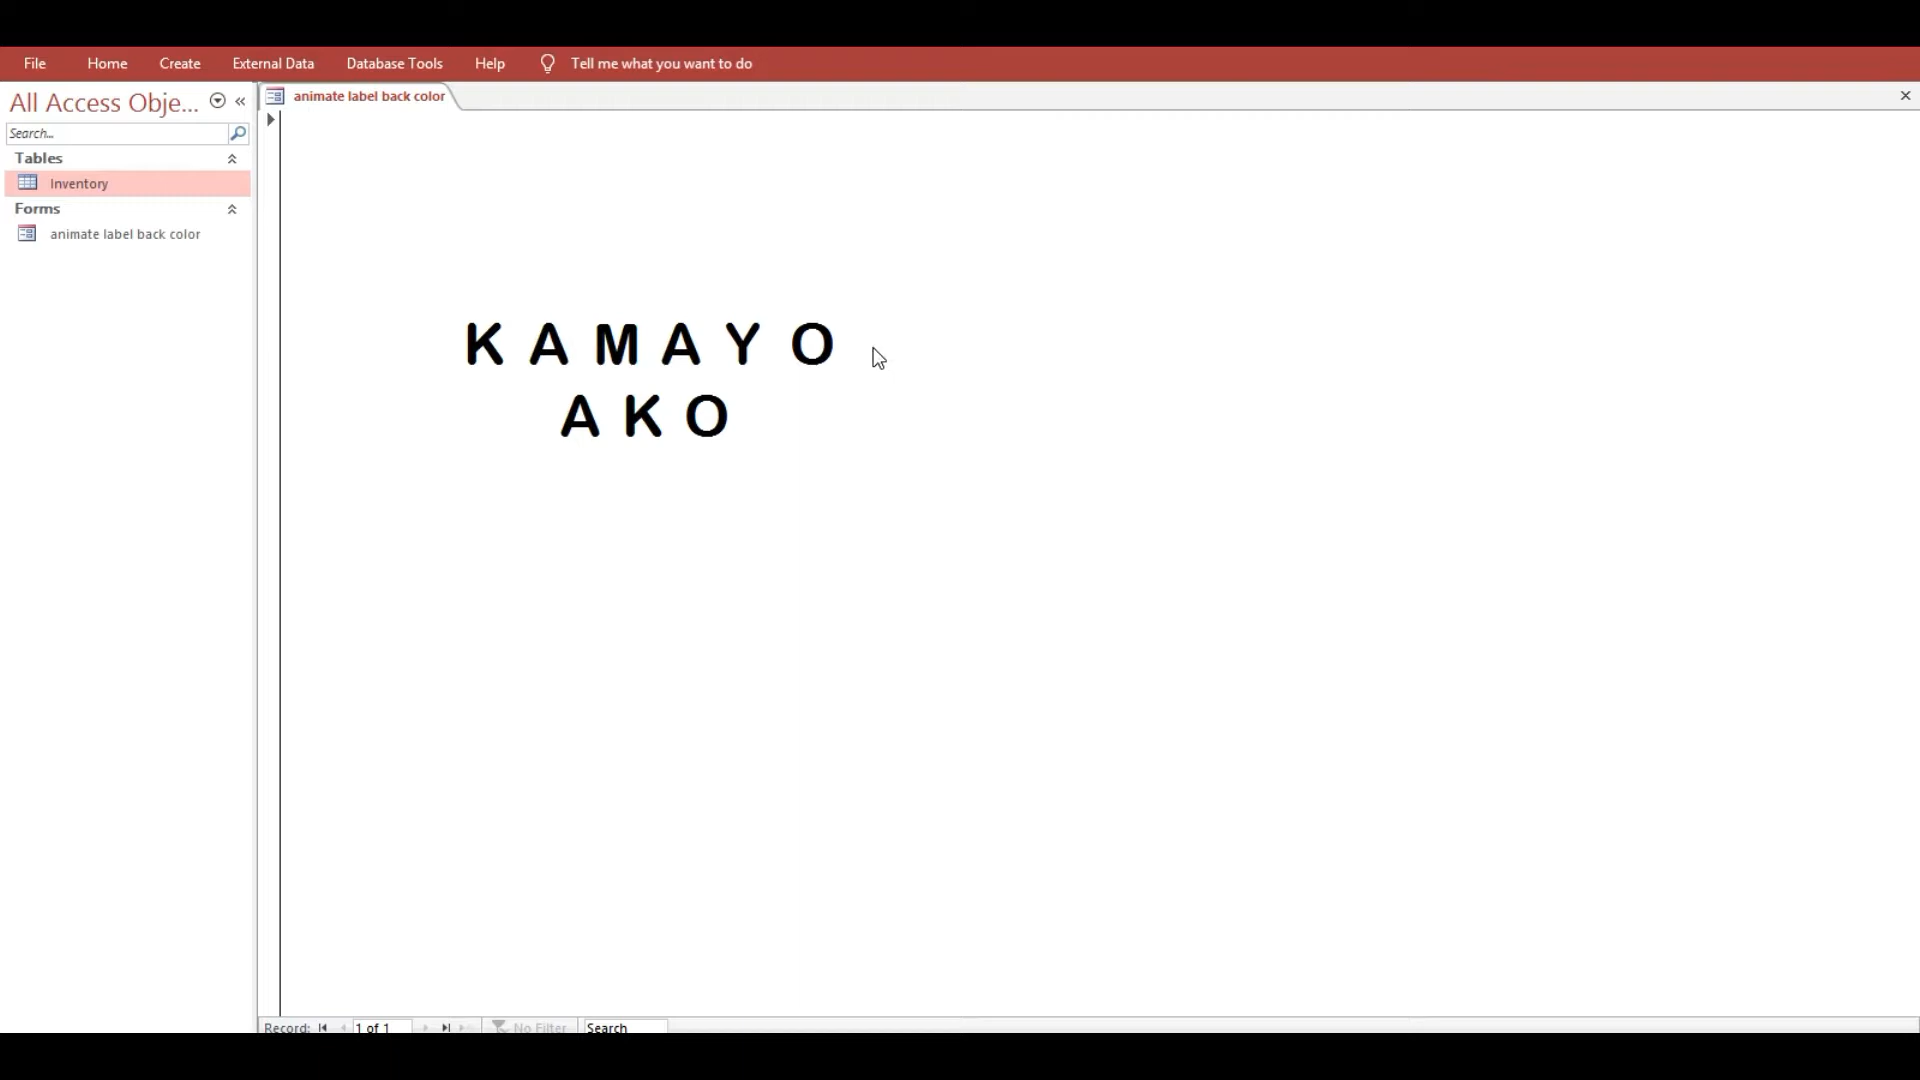 File Home Create External Data Database Tools Help Tell me what you want to do
All Access Obje... «
animate label back color
Search...
Tables
Inventory
Forms
animate label back color
K A M A Y O
A K O
Record: 1 of 1 No Filter Search